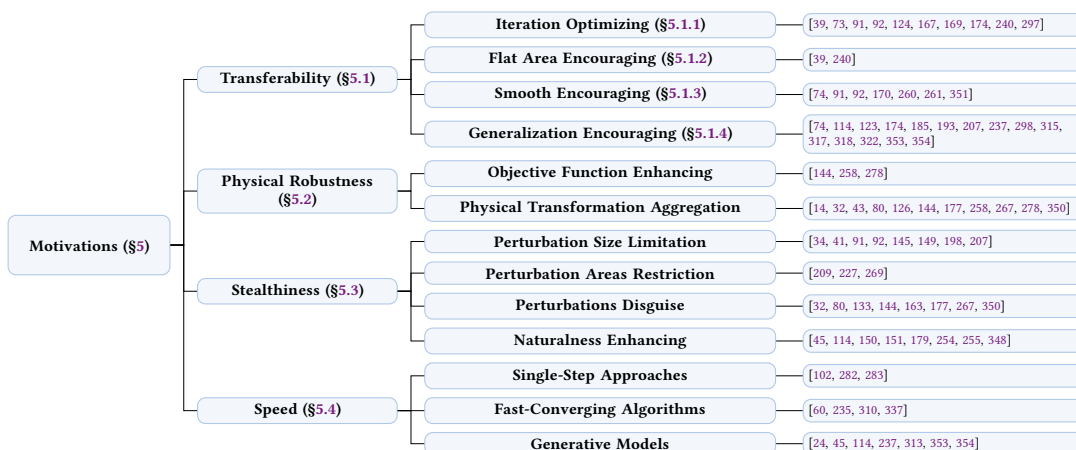 Motivations (§5)
Transferability (§5.1)
Iteration Optimizing (§5.1.1)
[39, 73, 91, 92, 124, 167, 169, 174, 240, 297]
Flat Area Encouraging (§5.1.2)
[39, 240]
Smooth Encouraging (§5.1.3)
[74, 91, 92, 170, 260, 261, 351]
Generalization Encouraging (§5.1.4)
[74, 114, 123, 174, 185, 193, 207, 237, 298, 315,
317, 318, 322, 353, 354]
Physical Robustness
(§5.2)
Objective Function Enhancing
[144, 258, 278]
Physical Transformation Aggregation
[14, 32, 43, 80, 126, 144, 177, 258, 267, 278, 350]
Stealthiness (§5.3)
Perturbation Size Limitation
[34, 41, 91, 92, 145, 149, 198, 207]
Perturbation Areas Restriction
[209, 227, 269]
Perturbations Disguise
[32, 80, 133, 144, 163, 177, 267, 350]
Naturalness Enhancing
[45, 114, 150, 151, 179, 254, 255, 348]
Speed (§5.4)
Single-Step Approaches
[102, 282, 283]
Fast-Converging Algorithms
[60, 235, 310, 337]
Generative Models
[24, 45, 114, 237, 313, 353, 354]